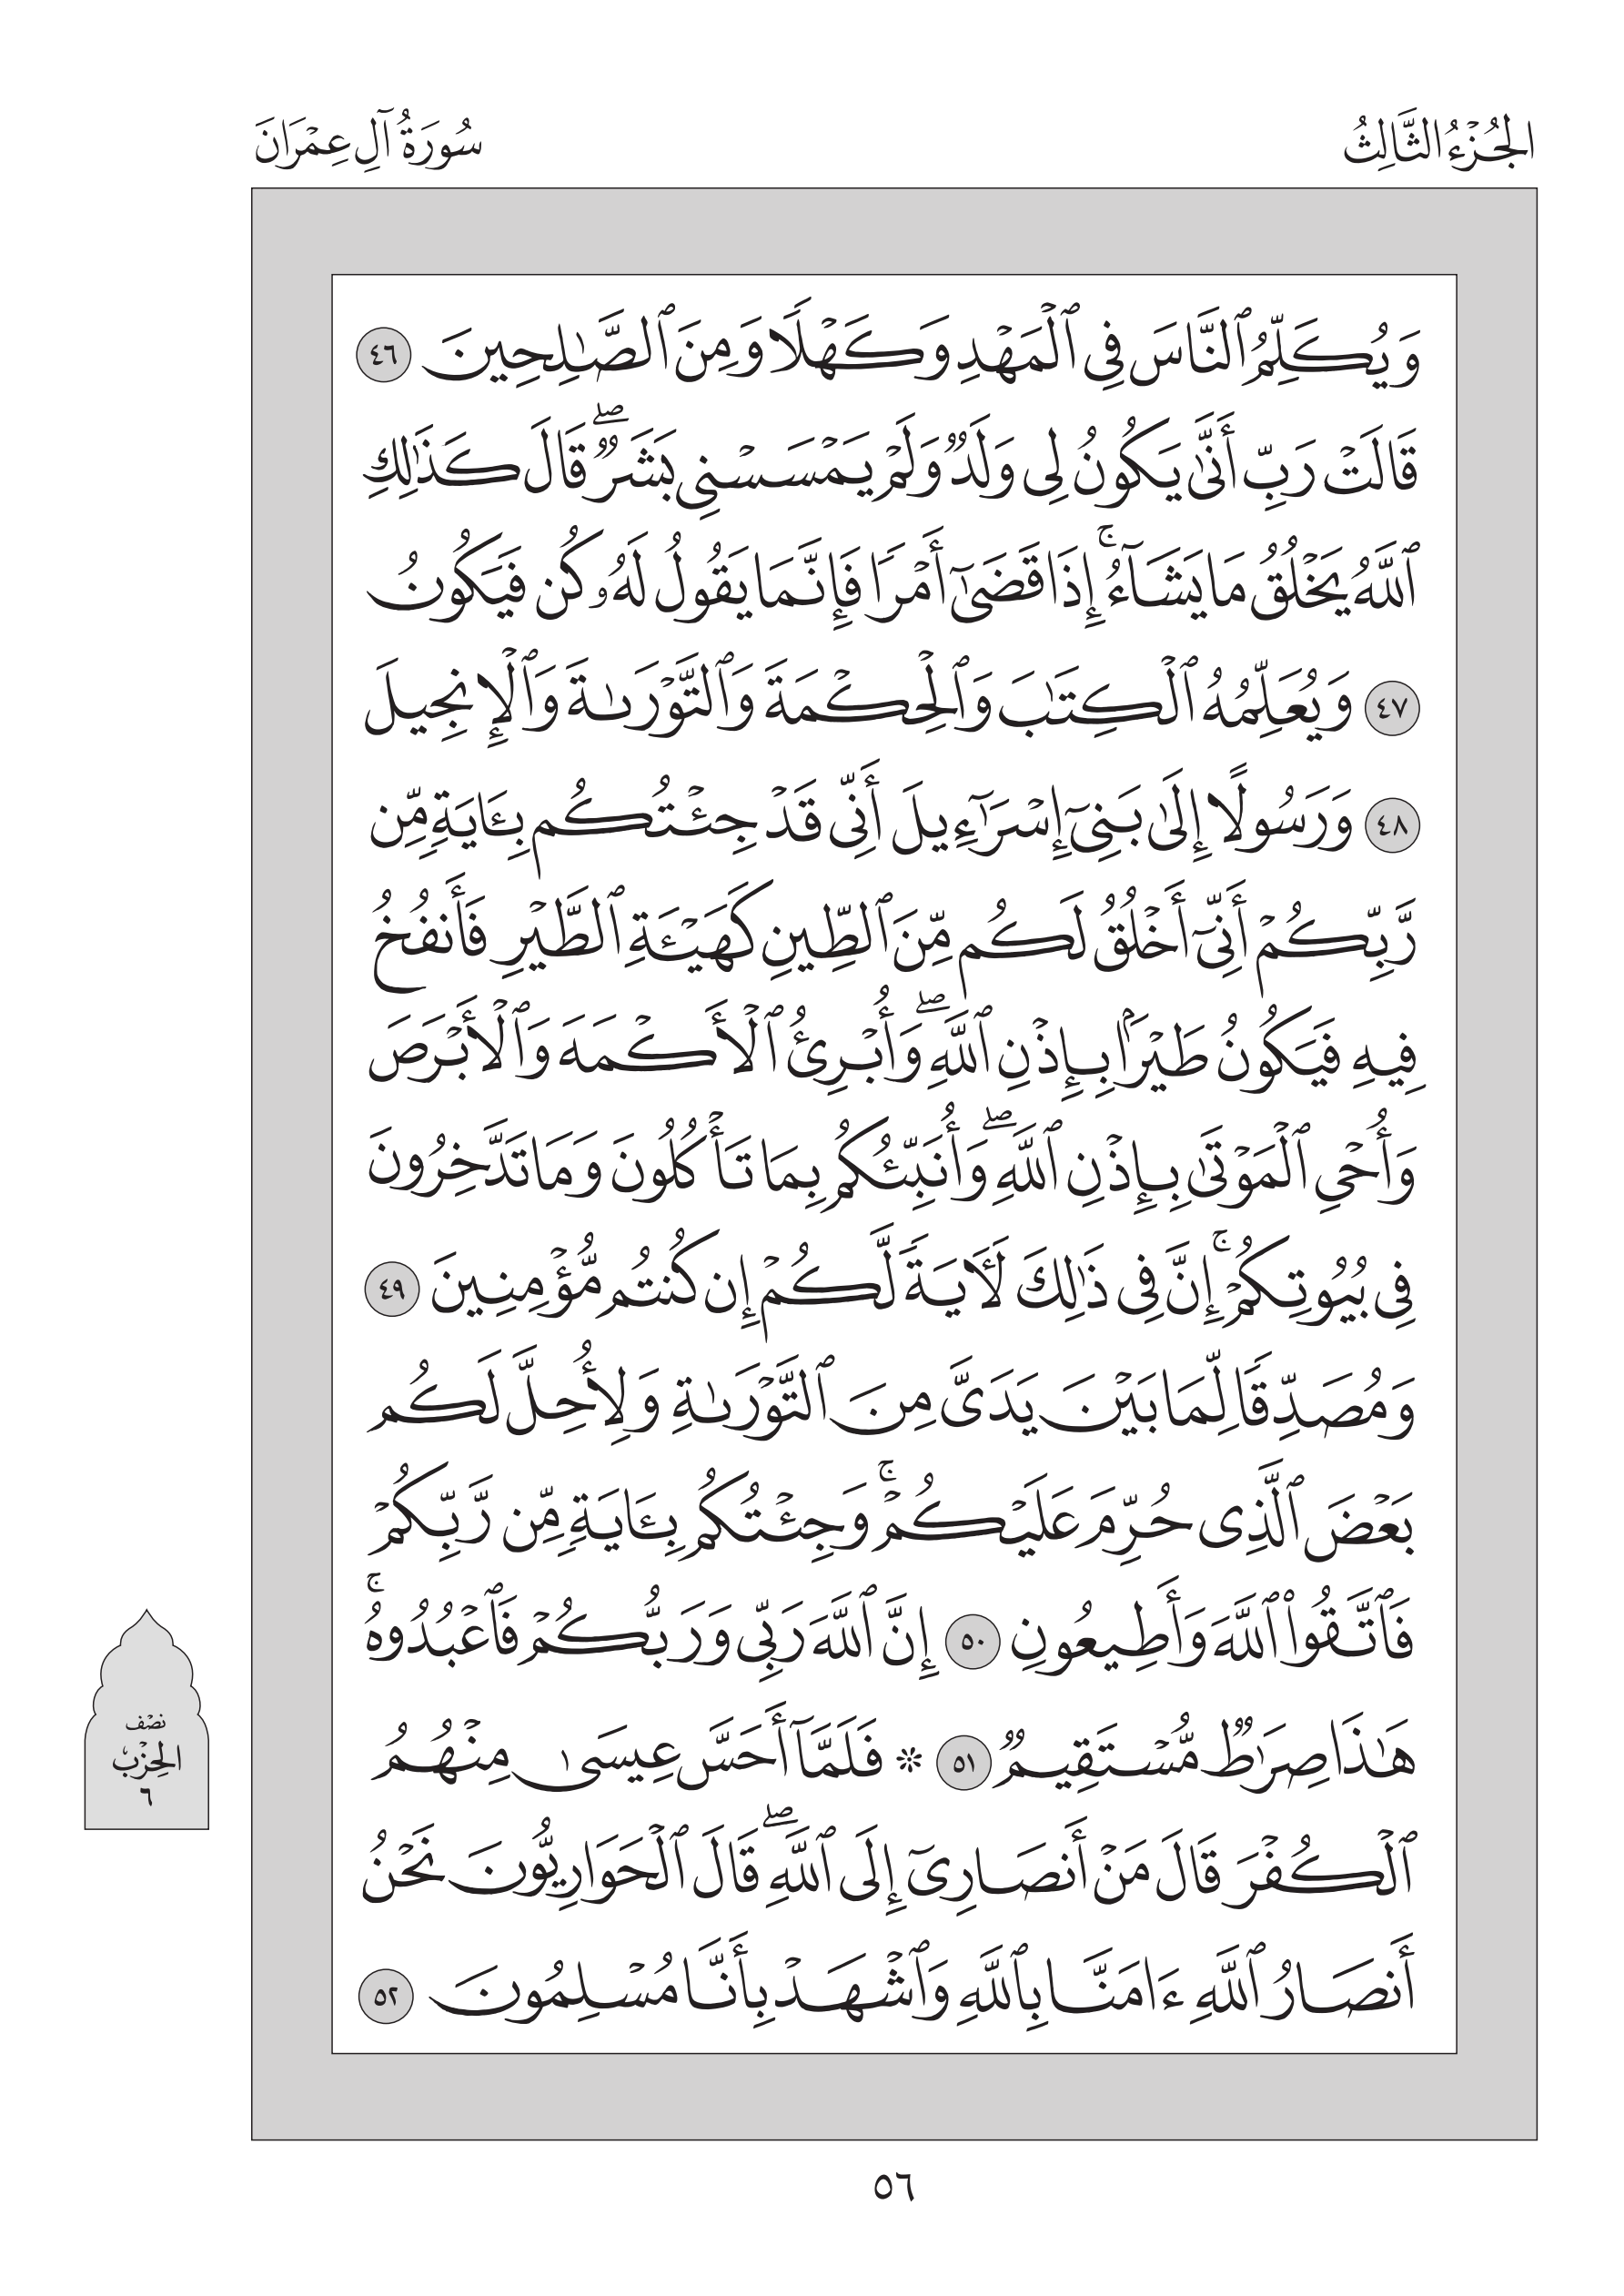 الجُزْءُ الثَّالِثُ
سُورَةُ آلِ عِمْرَانَ
وَيُكَلِّمُ ٱلنَّاسَ فِى ٱلْمَهْدِ وَكَهْلًا وَمِنَ ٱلصَّـٰلِحِينَ ٤٦
قَالَتْ رَبِّ أَنَّىٰ يَكُونُ لِى وَلَدٌ وَلَمْ يَمْسَسْنِى بَشَرٌ ۖ قَالَ كَذَٰلِكِ
ٱللَّهُ يَخْلُقُ مَا يَشَآءُ ۚ إِذَا قَضَىٰٓ أَمْرًا فَإِنَّمَا يَقُولُ لَهُۥ كُن فَيَكُونُ
٤٧ وَيُعَلِّمُهُ ٱلْكِتَـٰبَ وَٱلْحِكْمَةَ وَٱلتَّوْرَىٰةَ وَٱلْإِنجِيلَ
٤٨ وَرَسُولًا إِلَىٰ بَنِىٓ إِسْرَٰٓءِيلَ أَنِّى قَدْ جِئْتُكُم بِـَٔايَةٍ مِّن
رَّبِّكُمْ أَنِّىٓ أَخْلُقُ لَكُم مِّنَ ٱلطِّينِ كَهَيْـَٔةِ ٱلطَّيْرِ فَأَنفُخُ
فِيهِ فَيَكُونُ طَيْرًۢا بِإِذْنِ ٱللَّهِ ۖ وَأُبْرِئُ ٱلْأَكْمَهَ وَٱلْأَبْرَصَ
وَأُحْىِ ٱلْمَوْتَىٰ بِإِذْنِ ٱللَّهِ ۖ وَأُنَبِّئُكُم بِمَا تَأْكُلُونَ وَمَا تَدَّخِرُونَ
فِى بُيُوتِكُمْ ۚ إِنَّ فِى ذَٰلِكَ لَـَٔايَةً لَّكُمْ إِن كُنتُم مُّؤْمِنِينَ ٤٩
وَمُصَدِّقًا لِّمَا بَيْنَ يَدَىَّ مِنَ ٱلتَّوْرَىٰةِ وَلِأُحِلَّ لَكُم
بَعْضَ ٱلَّذِى حُرِّمَ عَلَيْكُمْ ۚ وَجِئْتُكُم بِـَٔايَةٍ مِّن رَّبِّكُمْ
فَٱتَّقُوا۟ ٱللَّهَ وَأَطِيعُونِ ٥٠ إِنَّ ٱللَّهَ رَبِّى وَرَبُّكُمْ فَٱعْبُدُوهُ ۚ
هَـٰذَا صِرَٰطٌ مُّسْتَقِيمٌ ٥١ ۞ فَلَمَّآ أَحَسَّ عِيسَىٰ مِنْهُمُ
ٱلْكُفْرَ قَالَ مَنْ أَنصَارِىٓ إِلَى ٱللَّهِ ۖ قَالَ ٱلْحَوَارِيُّونَ نَحْنُ
أَنصَارُ ٱللَّهِ ءَامَنَّا بِٱللَّهِ وَٱشْهَدْ بِأَنَّا مُسْلِمُونَ ٥٢
نِصْف
الحِزْب
٦
٥٦